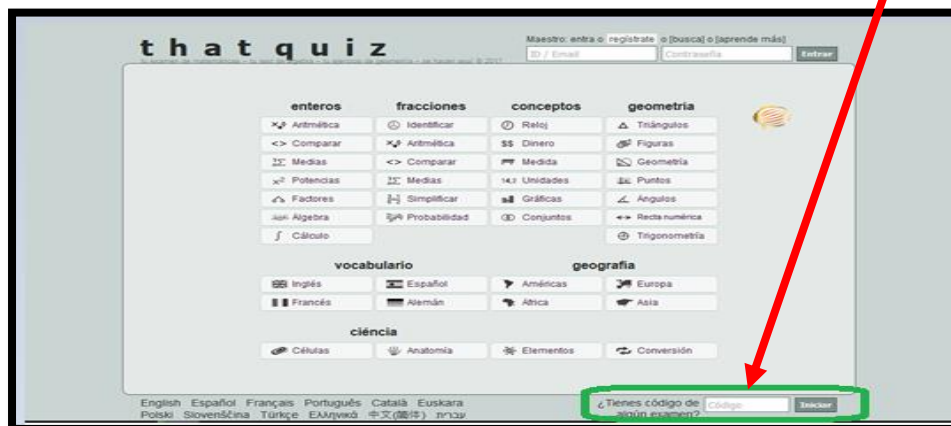 Maestro: entra o regístrate o [busca] o [aprende más]
thatquiz
ID / Email Contraseña Entrar
enteros fracciones conceptos geometría
Aritmética Identificar Reloj Triángulos
<> Comparar Aritmética $$ Dinero Figuras
Medias <> Comparar Medida Geometría
x² Potencias Medias Unidades Puntos
Factores Simplificar Gráficas Angulos
Álgebra Probabilidad Conjuntos Recta numérica
∫ Cálculo Trigonometría
vocabulario geografía
Inglés Español Américas Europa
Francés Alemán África Asia
ciéncia
Células Anatomía Elementos Conversión
English Español Français Português Català Euskara
Polski Slovenščina Türkçe Ελληνικά 中文(簡体) עברית
¿Tienes código de algún examen? Código Iniciar